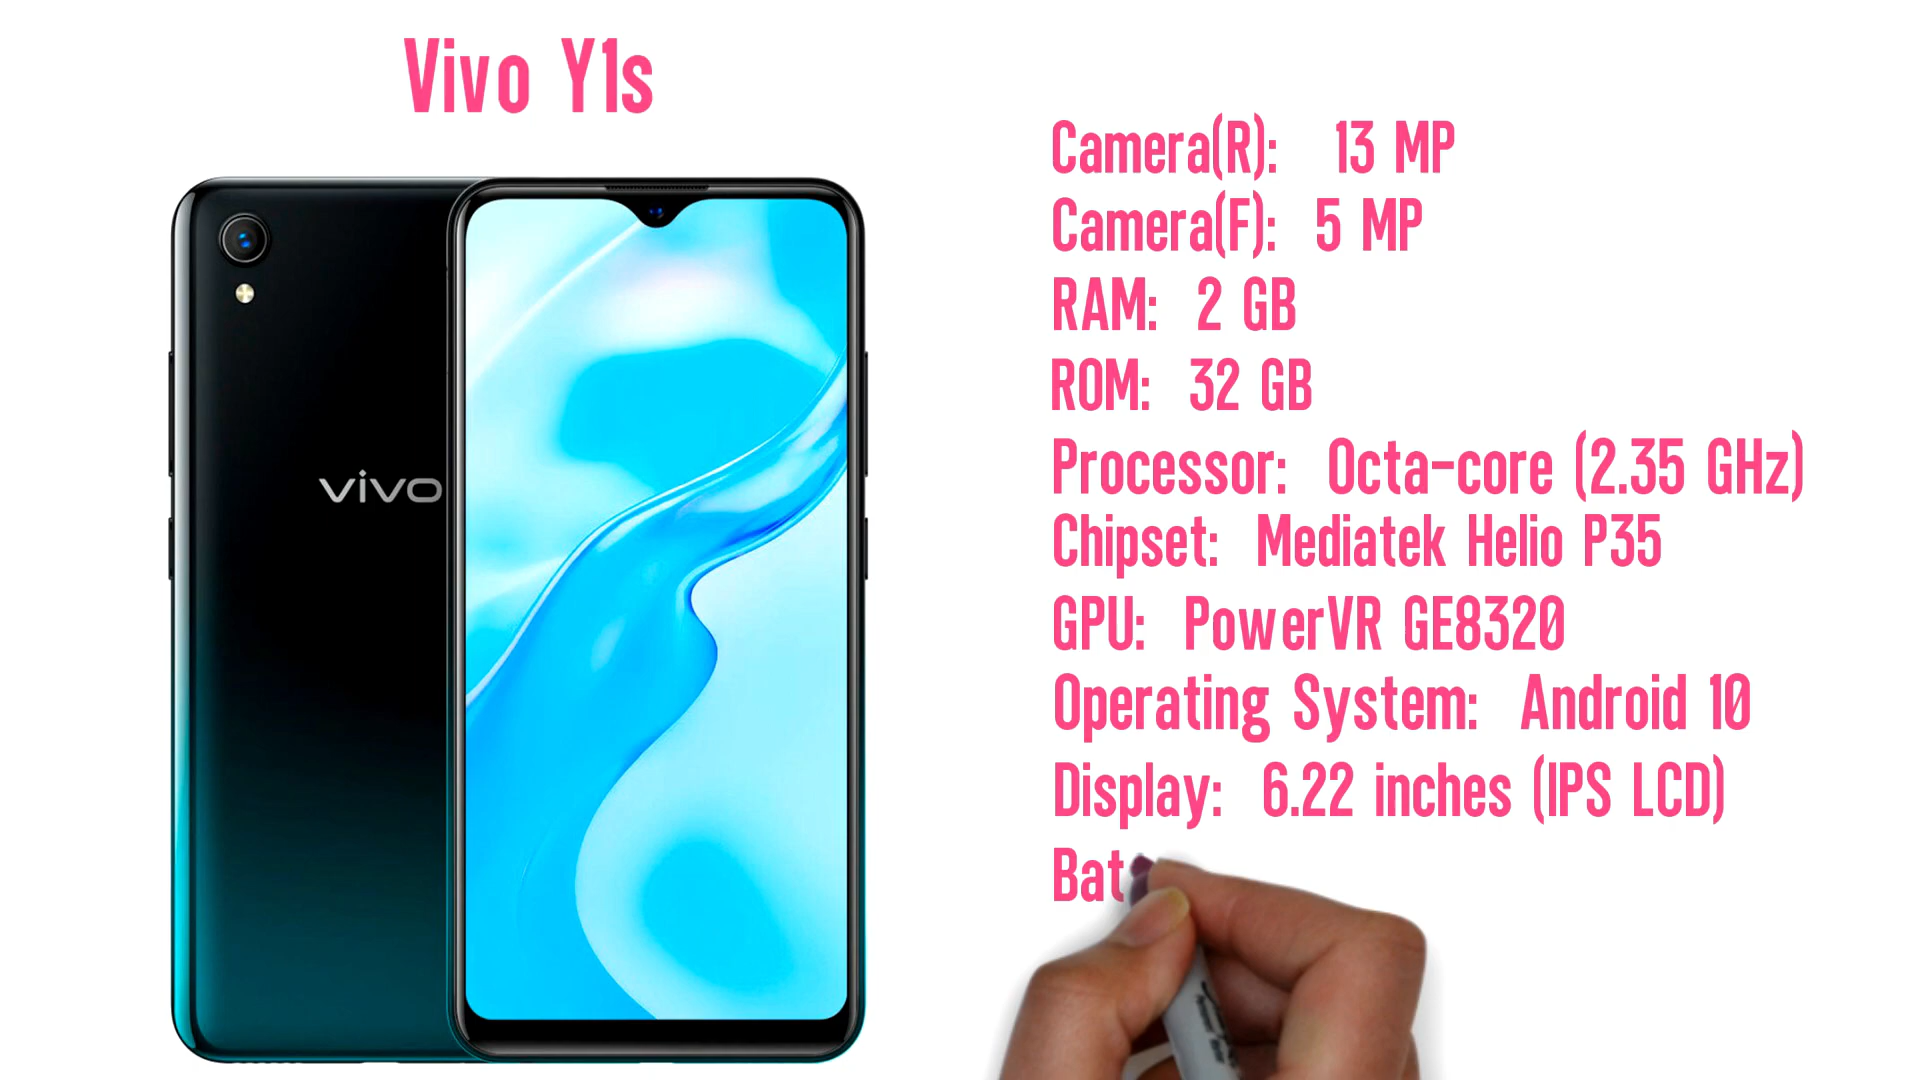 Vivo Y1s
Camera(R): 13 MP
Camera(F): 5 MP
RAM: 2 GB
ROM: 32 GB
Processor: Octa-core (2.35 GHz)
Chipset: Mediatek Helio P35
GPU: PowerVR GE8320
Operating System: Android 10
Display: 6.22 inches (IPS LCD)
Bat
vivo